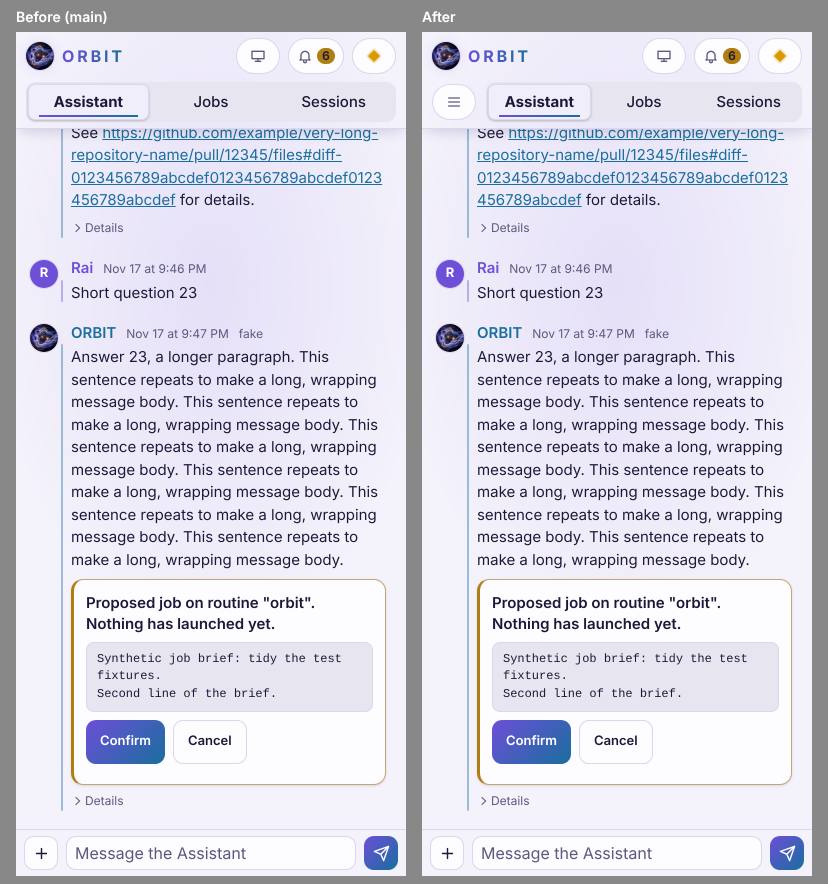 Before (main)
ORBIT
6
Assistant
Jobs
Sessions
See https://github.com/example/very-long-
repository-name/pull/12345/files#diff-
0123456789abcdef0123456789abcdef0123
456789abcdef for details.
Details
R
Rai Nov 17 at 9:46 PM
Short question 23
ORBIT Nov 17 at 9:47 PM fake
Answer 23, a longer paragraph. This
sentence repeats to make a long, wrapping
message body. This sentence repeats to
make a long, wrapping message body. This
sentence repeats to make a long, wrapping
message body. This sentence repeats to
make a long, wrapping message body. This
sentence repeats to make a long, wrapping
message body. This sentence repeats to
make a long, wrapping message body.
Proposed job on routine "orbit".
Nothing has launched yet.
Synthetic job brief: tidy the test
fixtures.
Second line of the brief.
Confirm
Cancel
Details
+
Message the Assistant
After
ORBIT
6
Assistant
Jobs
Sessions
See https://github.com/example/very-long-
repository-name/pull/12345/files#diff-
0123456789abcdef0123456789abcdef0123
456789abcdef for details.
Details
R
Rai Nov 17 at 9:46 PM
Short question 23
ORBIT Nov 17 at 9:47 PM fake
Answer 23, a longer paragraph. This
sentence repeats to make a long, wrapping
message body. This sentence repeats to
make a long, wrapping message body. This
sentence repeats to make a long, wrapping
message body. This sentence repeats to
make a long, wrapping message body. This
sentence repeats to make a long, wrapping
message body. This sentence repeats to
make a long, wrapping message body.
Proposed job on routine "orbit".
Nothing has launched yet.
Synthetic job brief: tidy the test
fixtures.
Second line of the brief.
Confirm
Cancel
Details
+
Message the Assistant